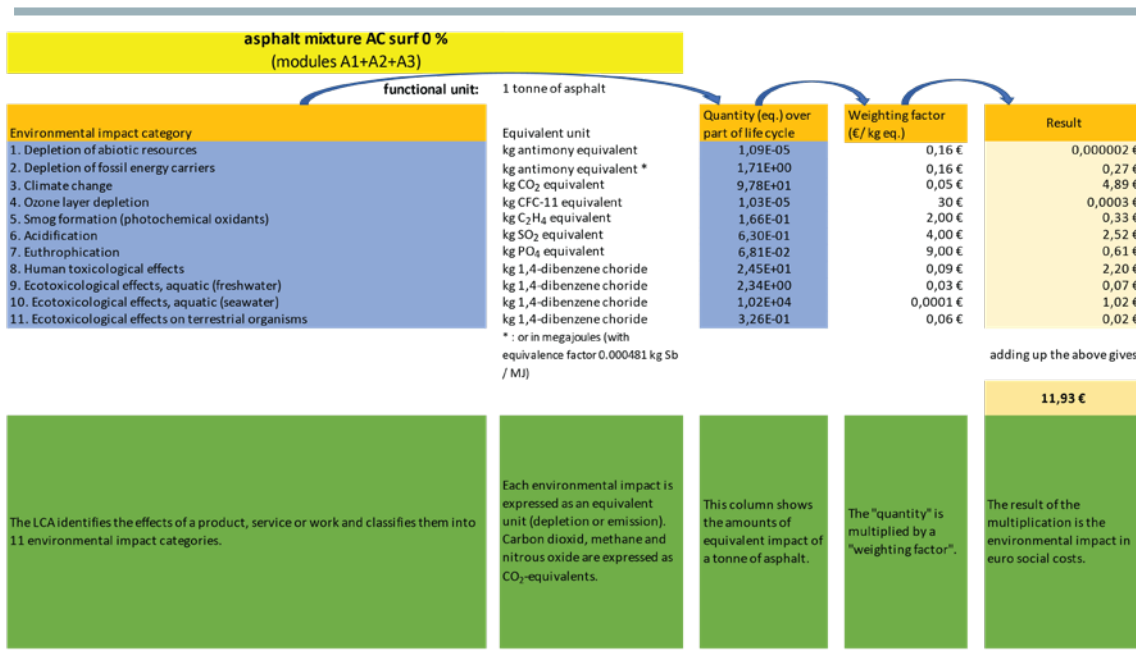 asphalt mixture AC surf 0 %
(modules A1+A2+A3)
functional unit: 1 tonne of asphalt
Environmental impact category Equivalent unit Quantity (eq.) over part of life cycle Weighting factor (€/ kg eq.) Result
1. Depletion of abiotic resources kg antimony equivalent 1,09E-05 0,16 € 0,000002 €
2. Depletion of fossil energy carriers kg antimony equivalent * 1,71E+00 0,16 € 0,27 €
3. Climate change kg CO₂ equivalent 9,78E+01 0,05 € 4,89 €
4. Ozone layer depletion kg CFC-11 equivalent 1,03E-05 30 € 0,0003 €
5. Smog formation (photochemical oxidants) kg C₂H₄ equivalent 1,66E-01 2,00 € 0,33 €
6. Acidification kg SO₂ equivalent 6,30E-01 4,00 € 2,52 €
7. Euthrophication kg PO₄ equivalent 6,81E-02 9,00 € 0,61 €
8. Human toxicological effects kg 1,4-dibenzene choride 2,45E+01 0,09 € 2,20 €
9. Ecotoxicological effects, aquatic (freshwater) kg 1,4-dibenzene choride 2,34E+00 0,03 € 0,07 €
10. Ecotoxicological effects, aquatic (seawater) kg 1,4-dibenzene choride 1,02E+04 0,0001 € 1,02 €
11. Ecotoxicological effects on terrestrial organisms kg 1,4-dibenzene choride 3,26E-01 0,06 € 0,02 €
* : or in megajoules (with
equivalence factor 0.000481 kg Sb
/ MJ)
adding up the above gives
11,93 €
The LCA identifies the effects of a product, service or work and classifies them into
11 environmental impact categories.
Each environmental impact is
expressed as an equivalent
unit (depletion or emission).
Carbon dioxid, methane and
nitrous oxide are expressed as
CO₂-equivalents.
This column shows
the amounts of
equivalent impact of
a tonne of asphalt.
The "quantity" is
multiplied by a
"weighting factor".
The result of the
multiplication is the
environmental impact in
euro social costs.